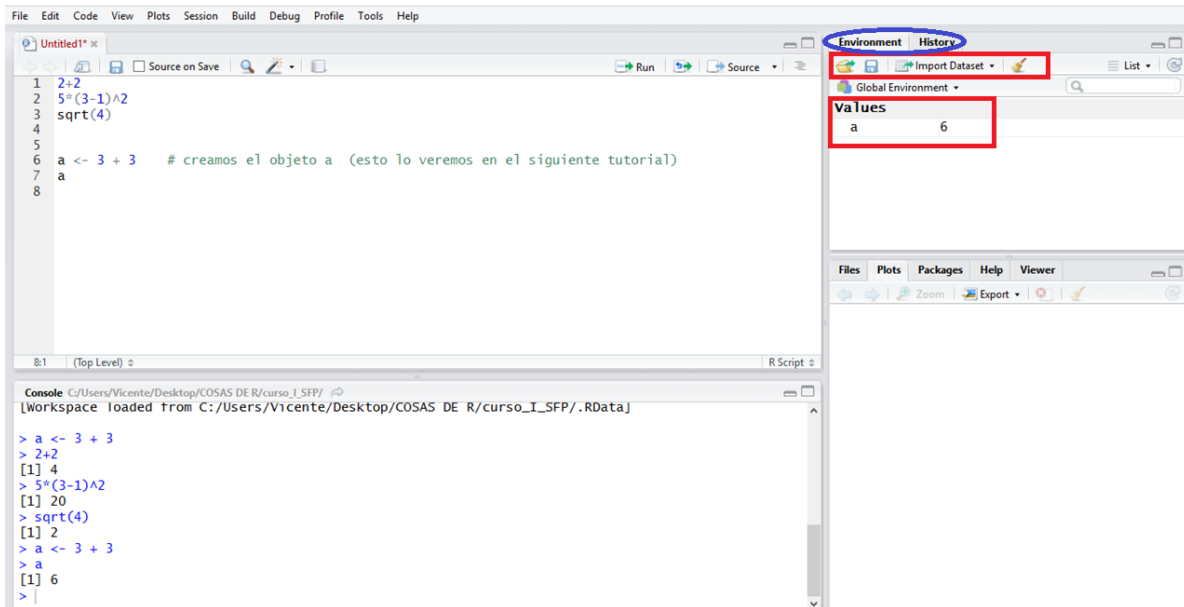 File Edit Code View Plots Session Build Debug Profile Tools Help
Untitled1*
Source on Save
Run
Source
1 2+2
2 5*(3-1)^2
3 sqrt(4)
4
5
6 a <- 3 + 3 # creamos el objeto a (esto lo veremos en el siguiente tutorial)
7 a
8
8:1 (Top Level) R Script
Console C:/Users/Vicente/Desktop/COSAS DE R/curso_I_SFP/
[Workspace loaded from C:/Users/Vicente/Desktop/COSAS DE R/curso_I_SFP/.RData]
> a <- 3 + 3
> 2+2
[1] 4
> 5*(3-1)^2
[1] 20
> sqrt(4)
[1] 2
> a <- 3 + 3
> a
[1] 6
>
Environment History
Import Dataset List
Global Environment
Values
a 6
Files Plots Packages Help Viewer
Zoom Export